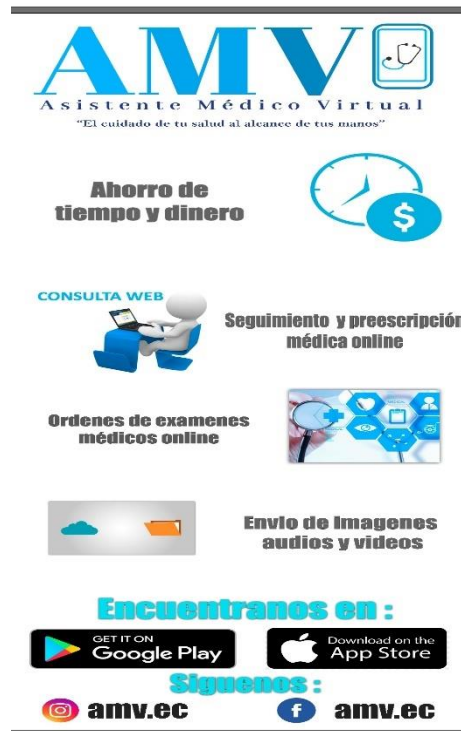 AMV
Asistente Médico Virtual
"El cuidado de tu salud al alcance de tus manos"
Ahorro de
tiempo y dinero
$
CONSULTA WEB
Seguimiento y preescripción
médica online
Ordenes de examenes
médicos online
Envio de Imagenes
audios y videos
Encuentranos en :
GET IT ON
Google Play
Download on the
App Store
Siguenos :
amv.ec
amv.ec